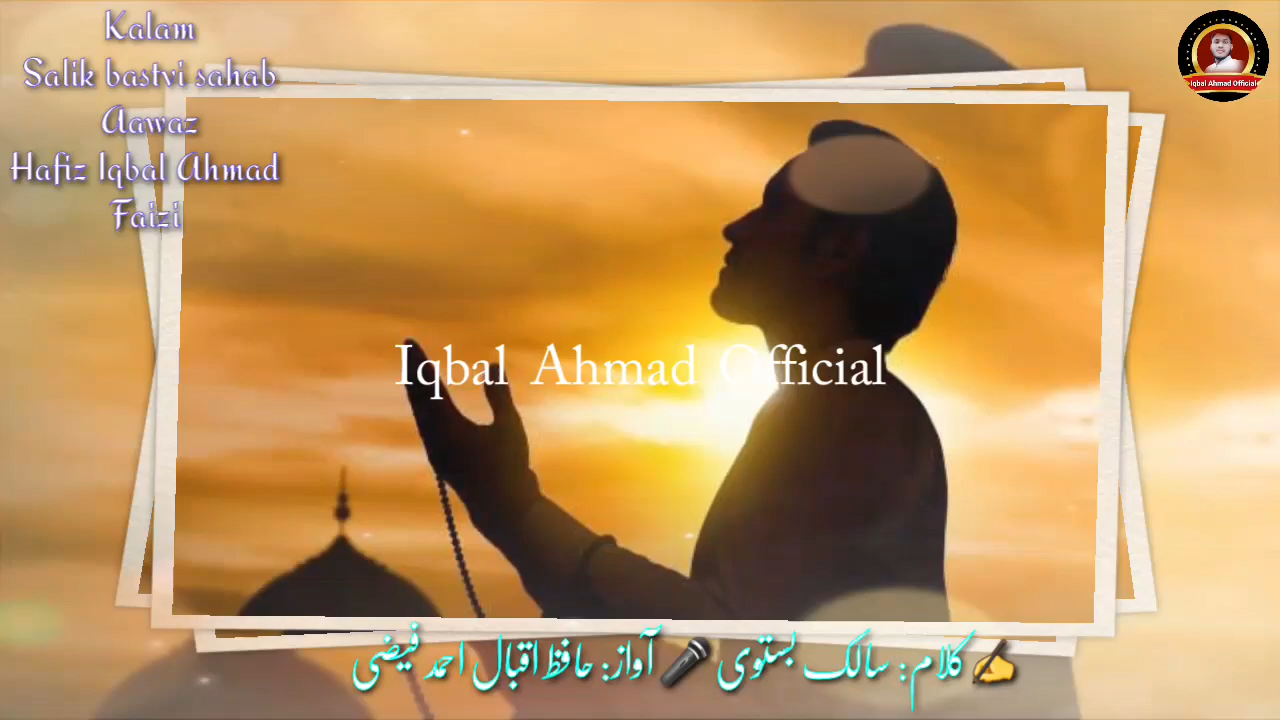 Kalam
Salik bastvi sahab
Aawaz
Hafiz Iqbal Ahmad
Faizi
Iqbal Ahmad Official
Iqbal Ahmad Official
✍️ کلام: سالک بستوی 🎤 آواز: حافظ اقبال احمد فیضی